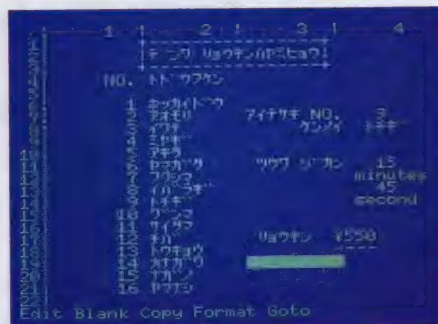 1 2 3 4
デンワ リョウキンハヤミヒョウ
NO. トドウフケン
1 ホッカイドウ
2 アオモリ アイテサキ NO. 9
3 イワテ ケンメイ トチギ
4 ミヤギ
5 アキタ
6 ヤマガタ ツウワ ジカン 15
7 フクシマ minutes
8 イバラギ 45
9 トチギ second
10 グンマ
11 サイタマ
12 チバ リョウキン ¥550
13 トウキョウ
14 カナガワ
15 ナガノ
16 ヤマナシ
Edit Blank Copy Format Goto